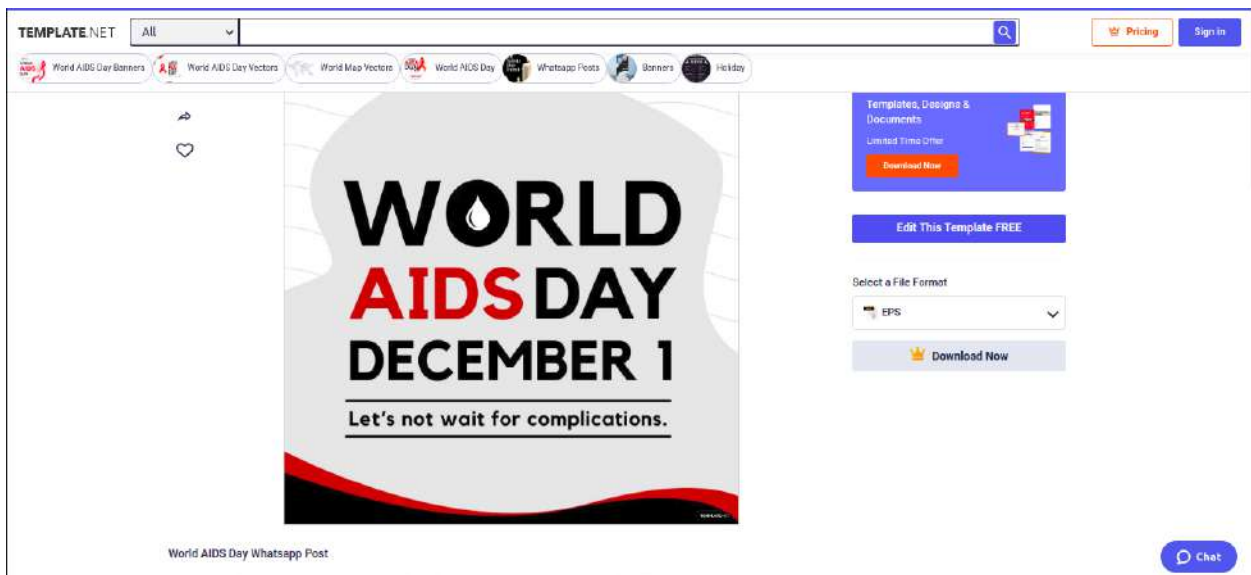 TEMPLATE.NET
All
Pricing
Sign in
World AIDS Day Banners
World AIDS Day Vectors
World Map Vectors
World AIDS Day
Whatsapp Posts
Banners
Holiday
Templates, Designs &
Documents
Limited Time Offer
Download Now
WORLD
AIDS DAY
DECEMBER 1
Let's not wait for complications.
Edit This Template FREE
Select a File Format
EPS
Download Now
World AIDS Day Whatsapp Post
Chat